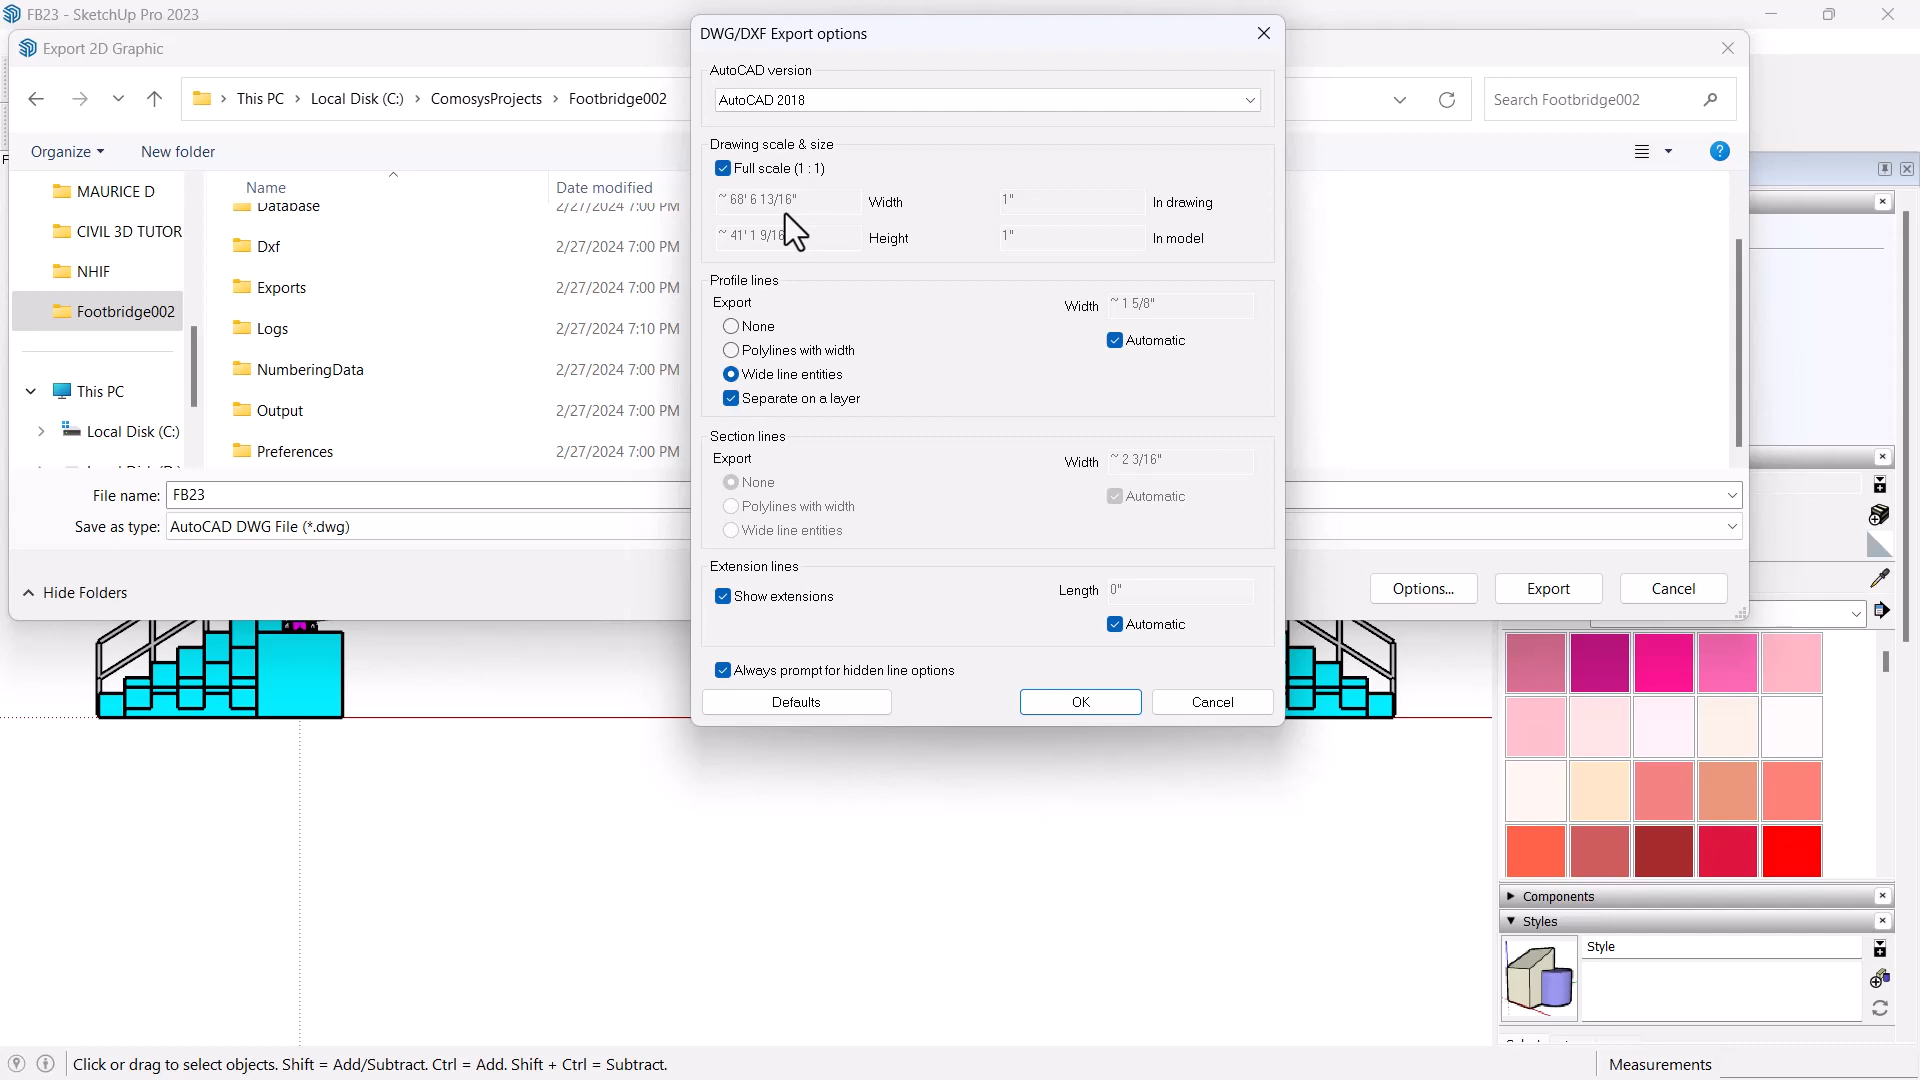 FB23 - SketchUp Pro 2023
Export 2D Graphic
This PC
Local Disk (C:)
ComosysProjects
Footbridge002
Search Footbridge002
Organize
New folder
Name
Date modified
MAURICE D
CIVIL 3D TUTOR
NHIF
Footbridge002
This PC
Local Disk (C:)
Database 2/27/2024 7:00 PM
Dxf 2/27/2024 7:00 PM
Exports 2/27/2024 7:00 PM
Logs 2/27/2024 7:10 PM
NumberingData 2/27/2024 7:00 PM
Output 2/27/2024 7:00 PM
Preferences 2/27/2024 7:00 PM
File name: FB23
Save as type: AutoCAD DWG File (*.dwg)
Hide Folders
Options...
Export
Cancel
DWG/DXF Export options
AutoCAD version
AutoCAD 2018
Drawing scale & size
Full scale (1 : 1)
~ 68' 6 13/16" Width 1" In drawing
~ 41' 1 Height 1" In model
Profile lines
Export
None
Polylines with width
Wide line entities
Separate on a layer
Width ~ 1 5/8"
Automatic
Section lines
Export
None
Polylines with width
Wide line entities
Width ~ 2 3/16"
Automatic
Extension lines
Show extensions
Length 0"
Automatic
Always prompt for hidden line options
Defaults
OK
Cancel
Components
Styles
Style
Click or drag to select objects. Shift = Add/Subtract. Ctrl = Add. Shift + Ctrl = Subtract.
Measurements